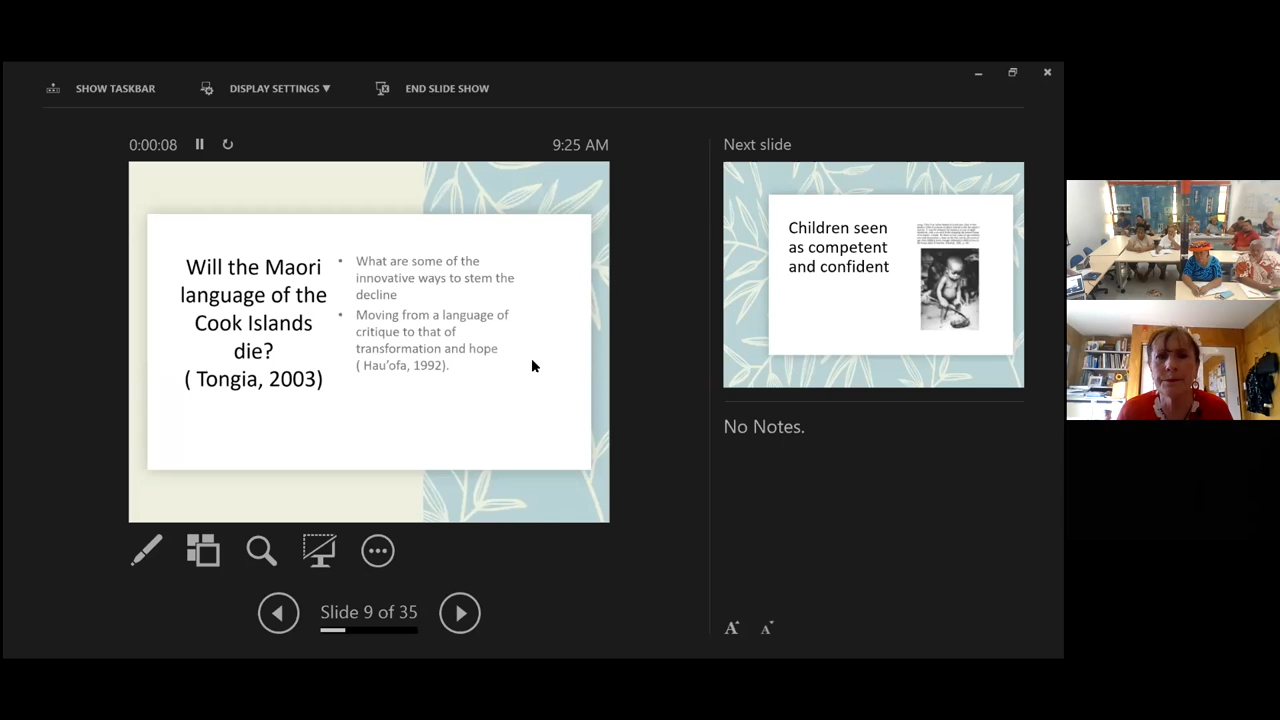 SHOW TASKBAR
DISPLAY SETTINGS ▼
END SLIDE SHOW
0:00:08
9:25 AM
Will the Maori
language of the
Cook Islands
die?
( Tongia, 2003)
• What are some of the
innovative ways to stem the
decline
• Moving from a language of
critique to that of
transformation and hope
( Hau'ofa, 1992).
Slide 9 of 35
Next slide
Children seen
as competent
and confident
No Notes.
A
A